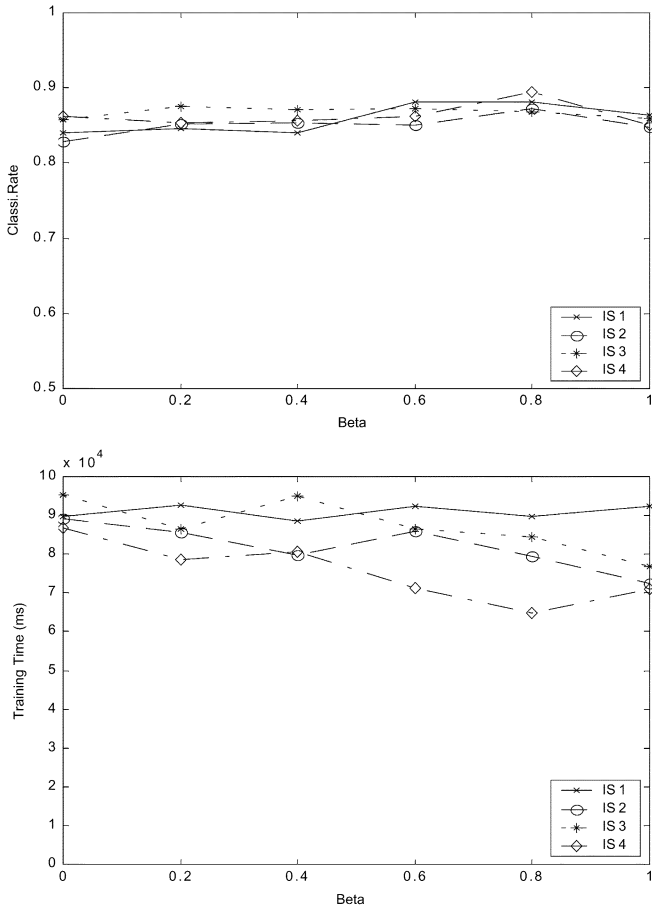 1
0.9
0.8
0.7
0.6
0.5
Classi.Rate
IS 1
IS 2
IS 3
IS 4
0 0.2 0.4 0.6 0.8 1
Beta
x 10^4
10
9
8
7
6
5
4
3
2
1
0
Training Time (ms)
IS 1
IS 2
IS 3
IS 4
0 0.2 0.4 0.6 0.8 1
Beta